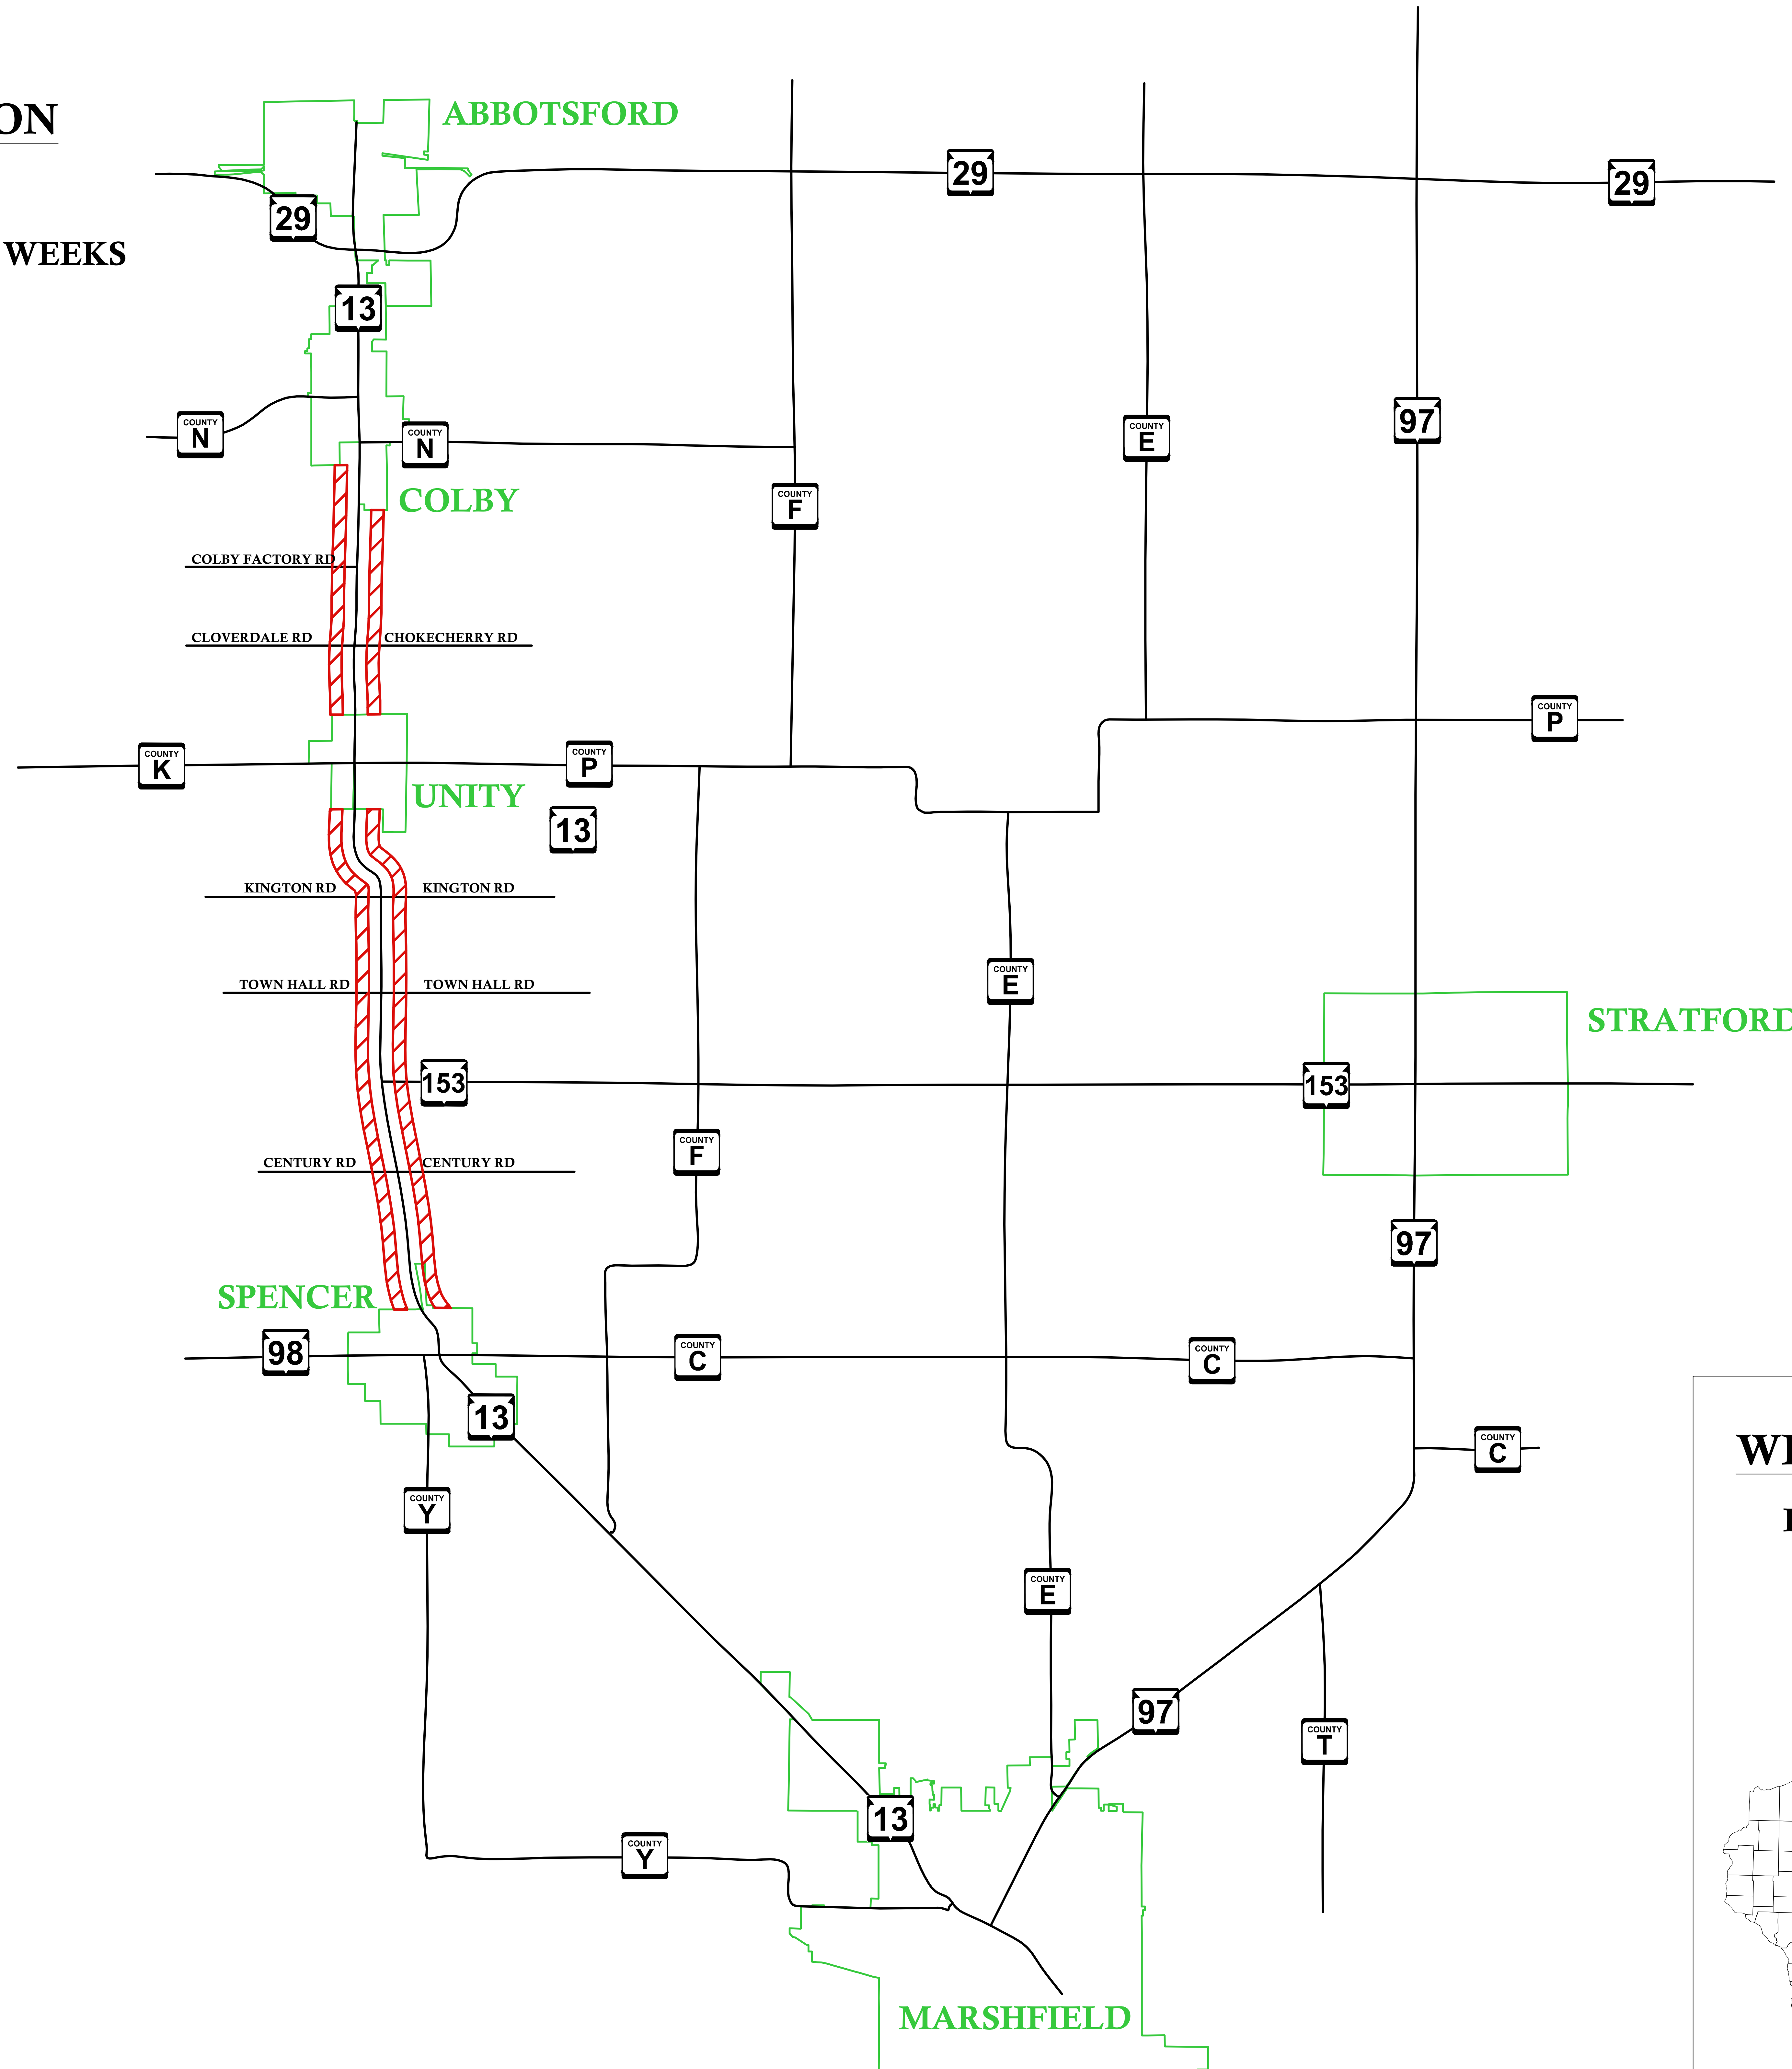 ON
ABBOTSFORD
29
29
29
WEEKS
13
COUNTY
N
COUNTY
N
COUNTY
E
97
COLBY
COUNTY
F
COLBY FACTORY RD
CLOVERDALE RD
CHOKECHERRY RD
COUNTY
P
COUNTY
K
COUNTY
P
UNITY
13
KINGTON RD
KINGTON RD
TOWN HALL RD
TOWN HALL RD
COUNTY
E
STRATFORD
153
153
COUNTY
F
CENTURY RD
CENTURY RD
97
SPENCER
98
COUNTY
C
COUNTY
C
13
COUNTY
C
COUNTY
Y
COUNTY
E
97
COUNTY
T
13
COUNTY
Y
MARSHFIELD